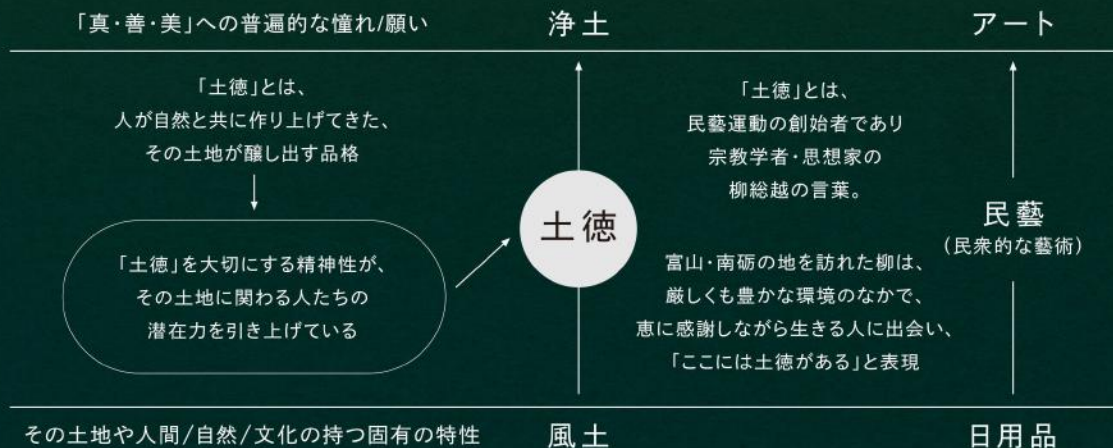 「真・善・美」への普遍的な憧れ/願い
浄土
アート
「土徳」とは、
人が自然と共に作り上げてきた、
その土地が醸し出す品格
「土徳」を大切にする精神性が、
その土地に関わる人たちの
潜在力を引き上げている
土徳
「土徳」とは、
民藝運動の創始者であり
宗教学者・思想家の
柳総越の言葉。
富山・南砺の地を訪れた柳は、
厳しくも豊かな環境のなかで、
恵に感謝しながら生きる人に出会い、
「ここには土徳がある」と表現
民藝
(民衆的な藝術)
その土地や人間/自然/文化の持つ固有の特性
風土
日用品